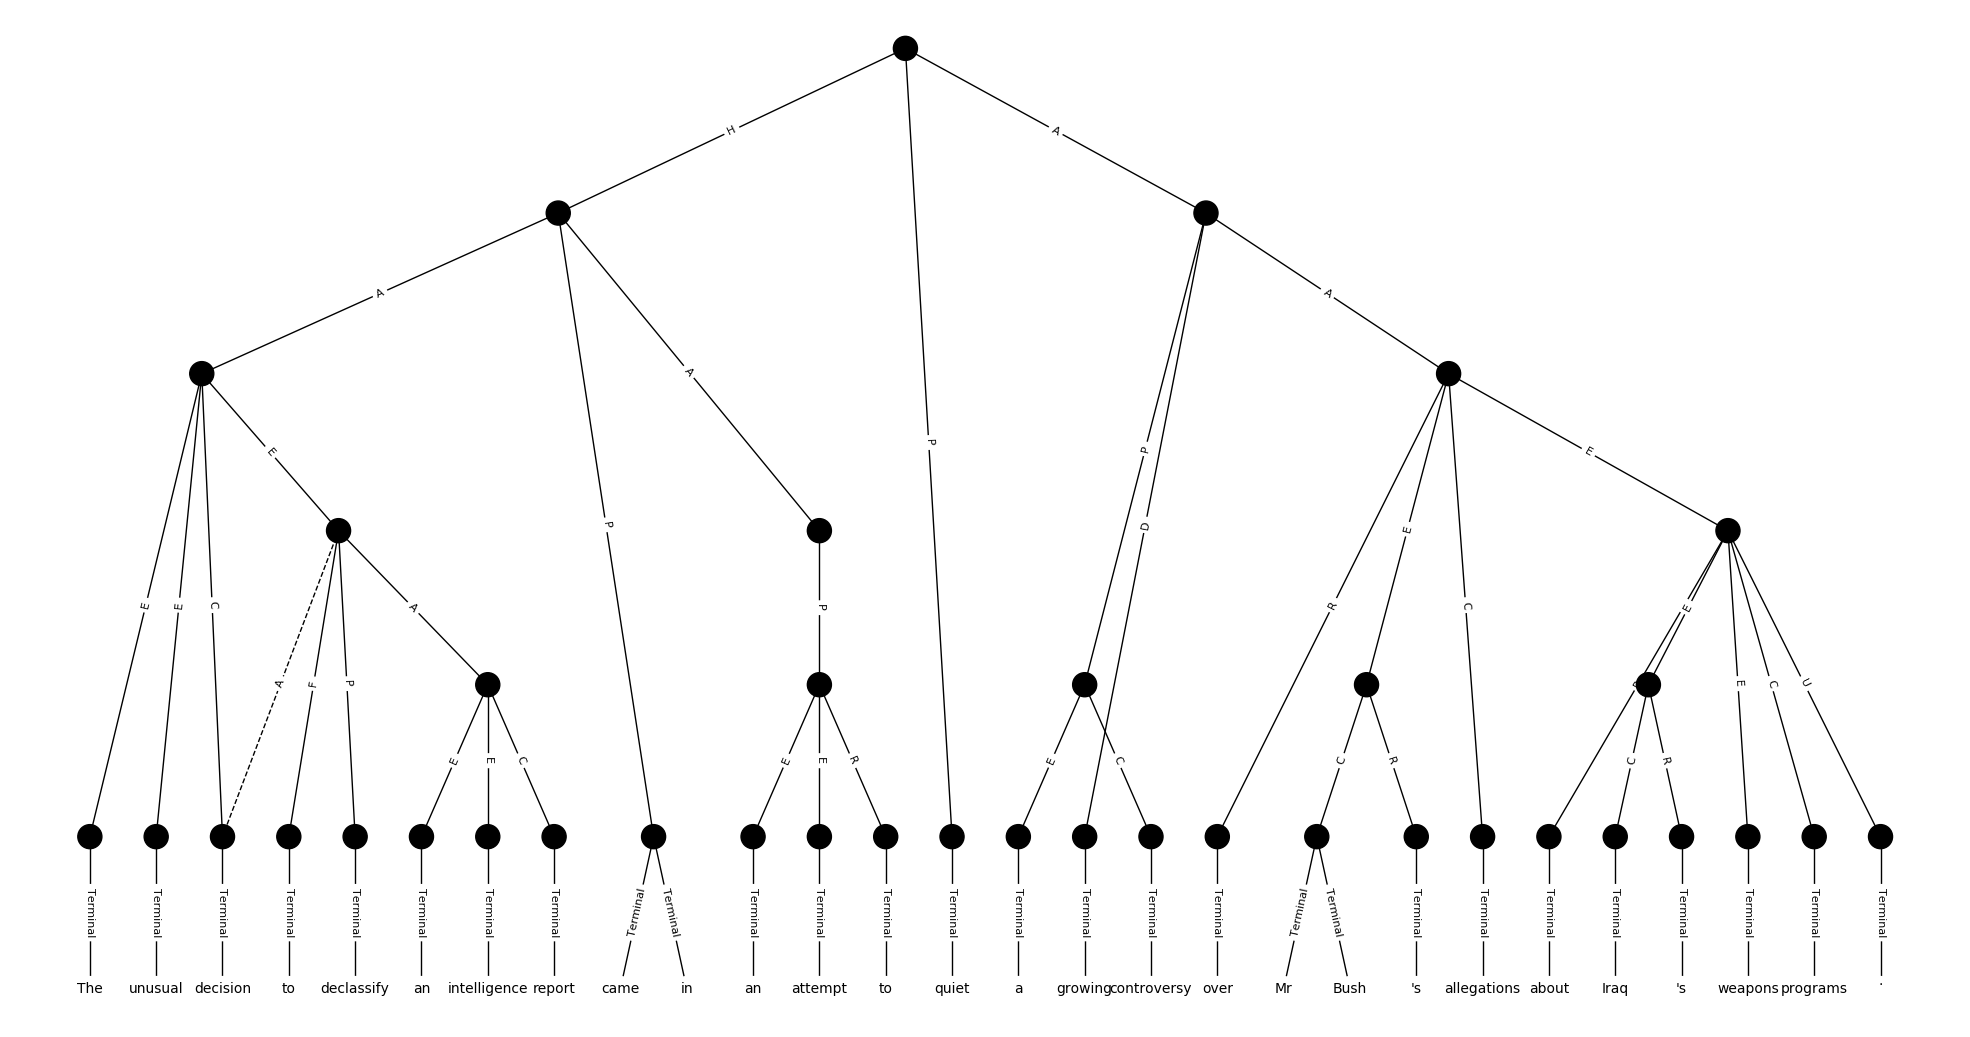 H A
A A
A P
E P E
P D
E E C E R E C
A F P A P E E C U
E E C E E R E C C R C R
Terminal Terminal Terminal Terminal Terminal Terminal Terminal Terminal Terminal Terminal Terminal Terminal Terminal Terminal Terminal Terminal Terminal Terminal Terminal Terminal Terminal Terminal Terminal Terminal Terminal Terminal Terminal Terminal
The unusual decision to declassify an intelligence report came in an attempt to quiet a growing controversy over Mr Bush 's allegations about Iraq 's weapons programs .